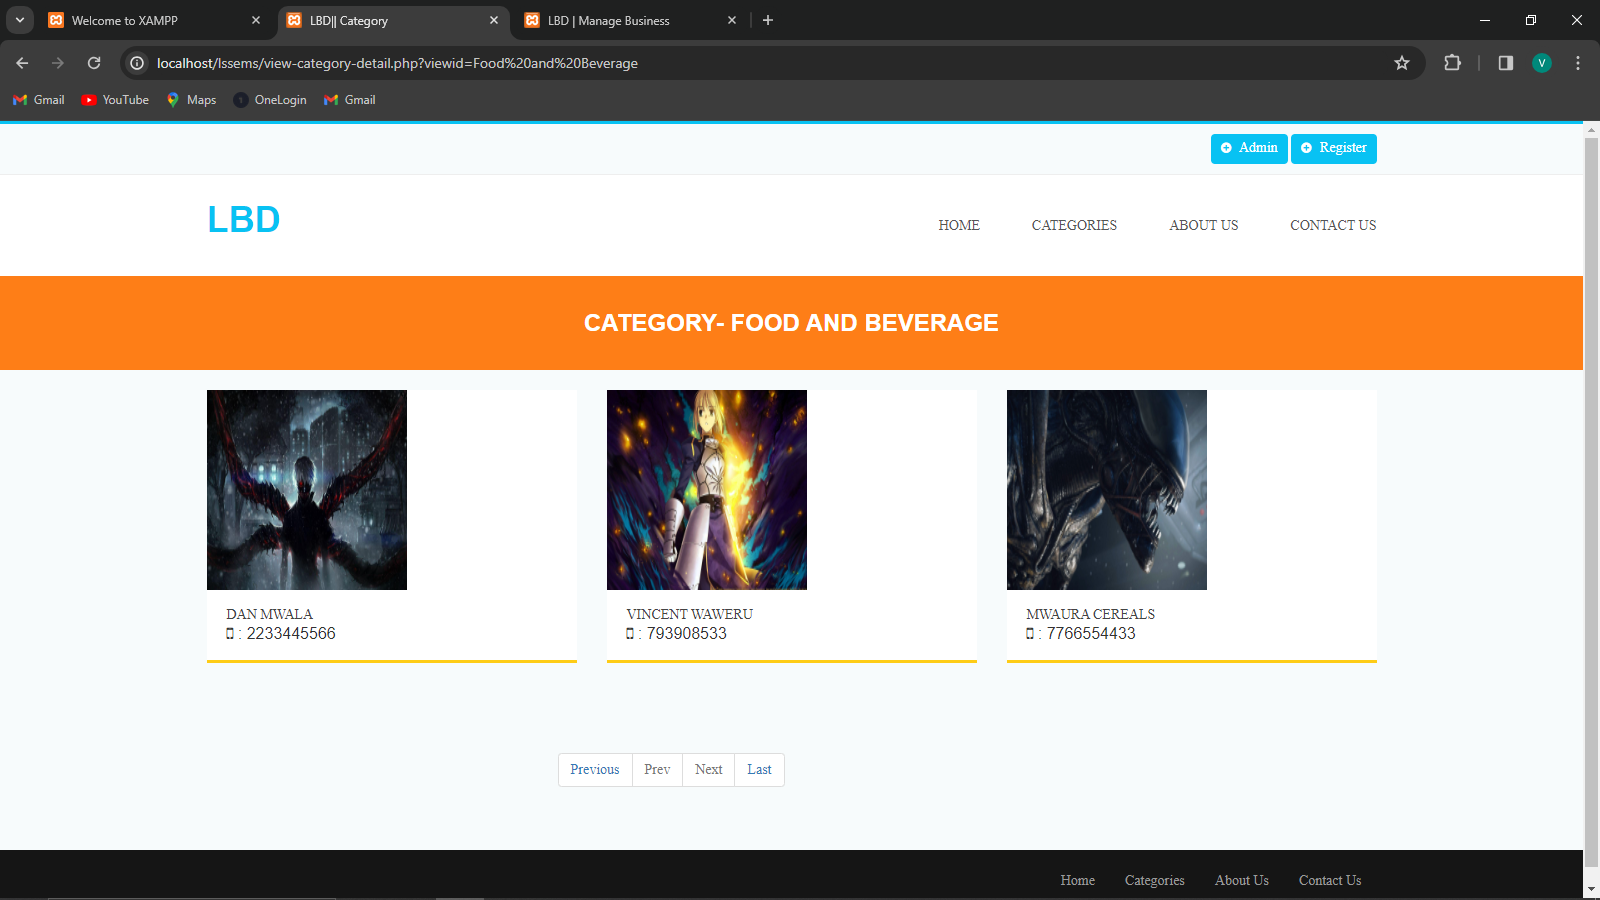 Welcome to XAMPP
LBD|| Category
LBD | Manage Business
localhost/lssems/view-category-detail.php?viewid=Food%20and%20Beverage
V
Gmail
YouTube
Maps
OneLogin
Gmail
Admin
Register
LBD
HOME
CATEGORIES
ABOUT US
CONTACT US
CATEGORY- FOOD AND BEVERAGE
DAN MWALA
: 2233445566
VINCENT WAWERU
: 793908533
MWAURA CEREALS
: 7766554433
Previous
Prev
Next
Last
Home
Categories
About Us
Contact Us